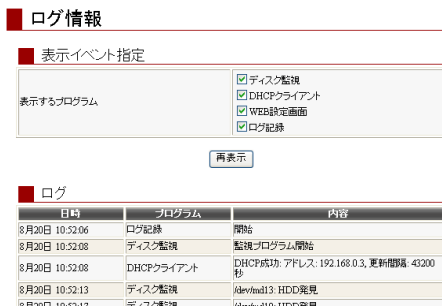 ログ情報
表示イベント指定
表示するプログラム
ディスク監視
DHCPクライアント
WEB設定画面
ログ記録
再表示
ログ
日時 プログラム 内容
8月20日 10:52:06 ログ記録 開始
8月20日 10:52:08 ディスク監視 監視プログラム開始
8月20日 10:52:08 DHCPクライアント DHCP成功: アドレス: 192.168.0.3, 更新間隔: 43200
秒
8月20日 10:52:13 ディスク監視 /dev/md13: HDD発見